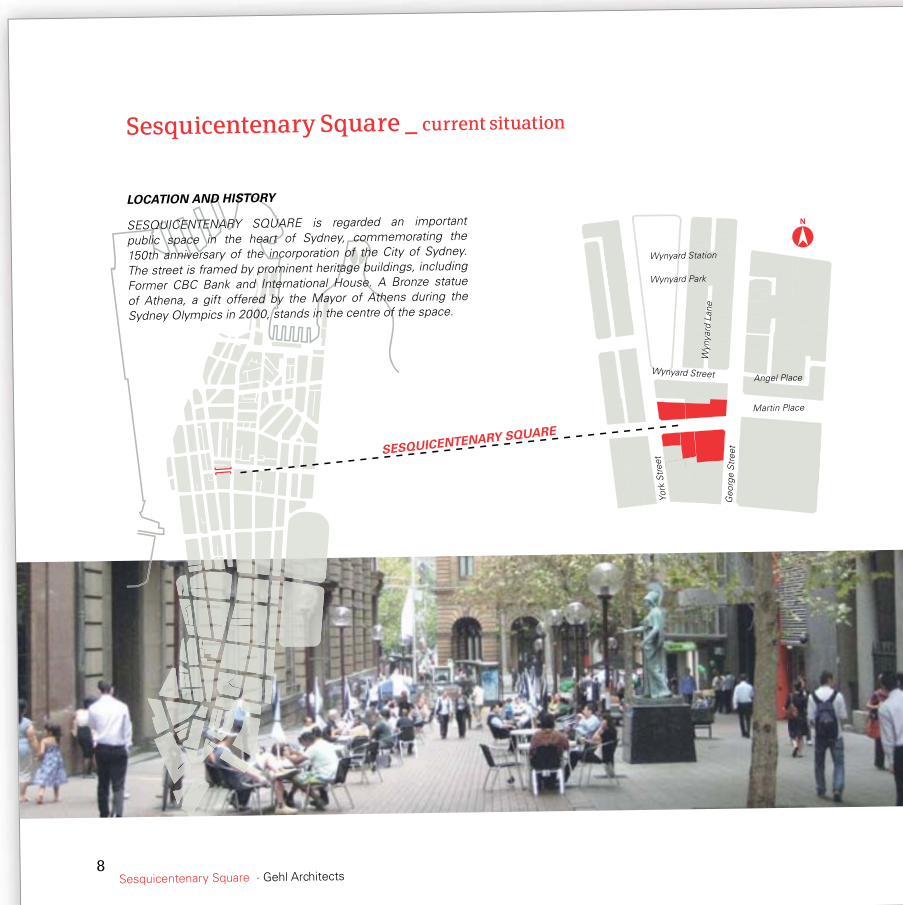 Sesquicentenary Square _ current situation
LOCATION AND HISTORY
SESQUICENTENARY SQUARE is regarded an important
public space in the heart of Sydney, commemorating the
150th anniversary of the incorporation of the City of Sydney.
The street is framed by prominent heritage buildings, including
Former CBC Bank and International House. A Bronze statue
of Athena, a gift offered by the Mayor of Athens during the
Sydney Olympics in 2000, stands in the centre of the space.
N
Wynyard Station
Wynyard Park
Wynyard Lane
Wynyard Street
Angel Place
Martin Place
SESQUICENTENARY SQUARE
York Street
George Street
8
Sesquicentenary Square - Gehl Architects